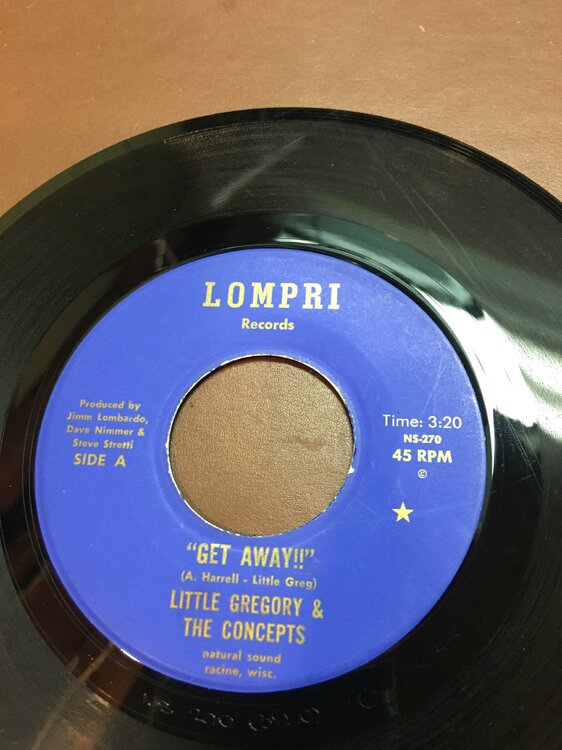 LOMPRI
Records
Produced by
Jimm Lombardo,
Dave Nimmer &
Steve Stretti
SIDE A
Time: 3:20
NS-270
45 RPM
©
"GET AWAY!!"
(A. Harrell - Little Greg)
LITTLE GREGORY &
THE CONCEPTS
natural sound
racine, wisc.